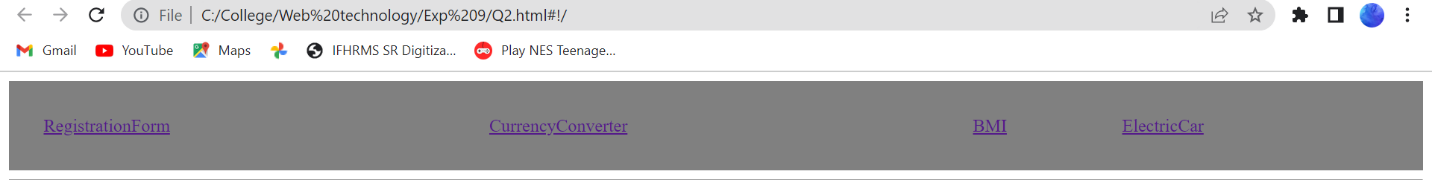 File | C:/College/Web%20technology/Exp%209/Q2.html#!/
Gmail YouTube Maps IFHRMS SR Digitiza... Play NES Teenage...
RegistrationForm CurrencyConverter BMI ElectricCar